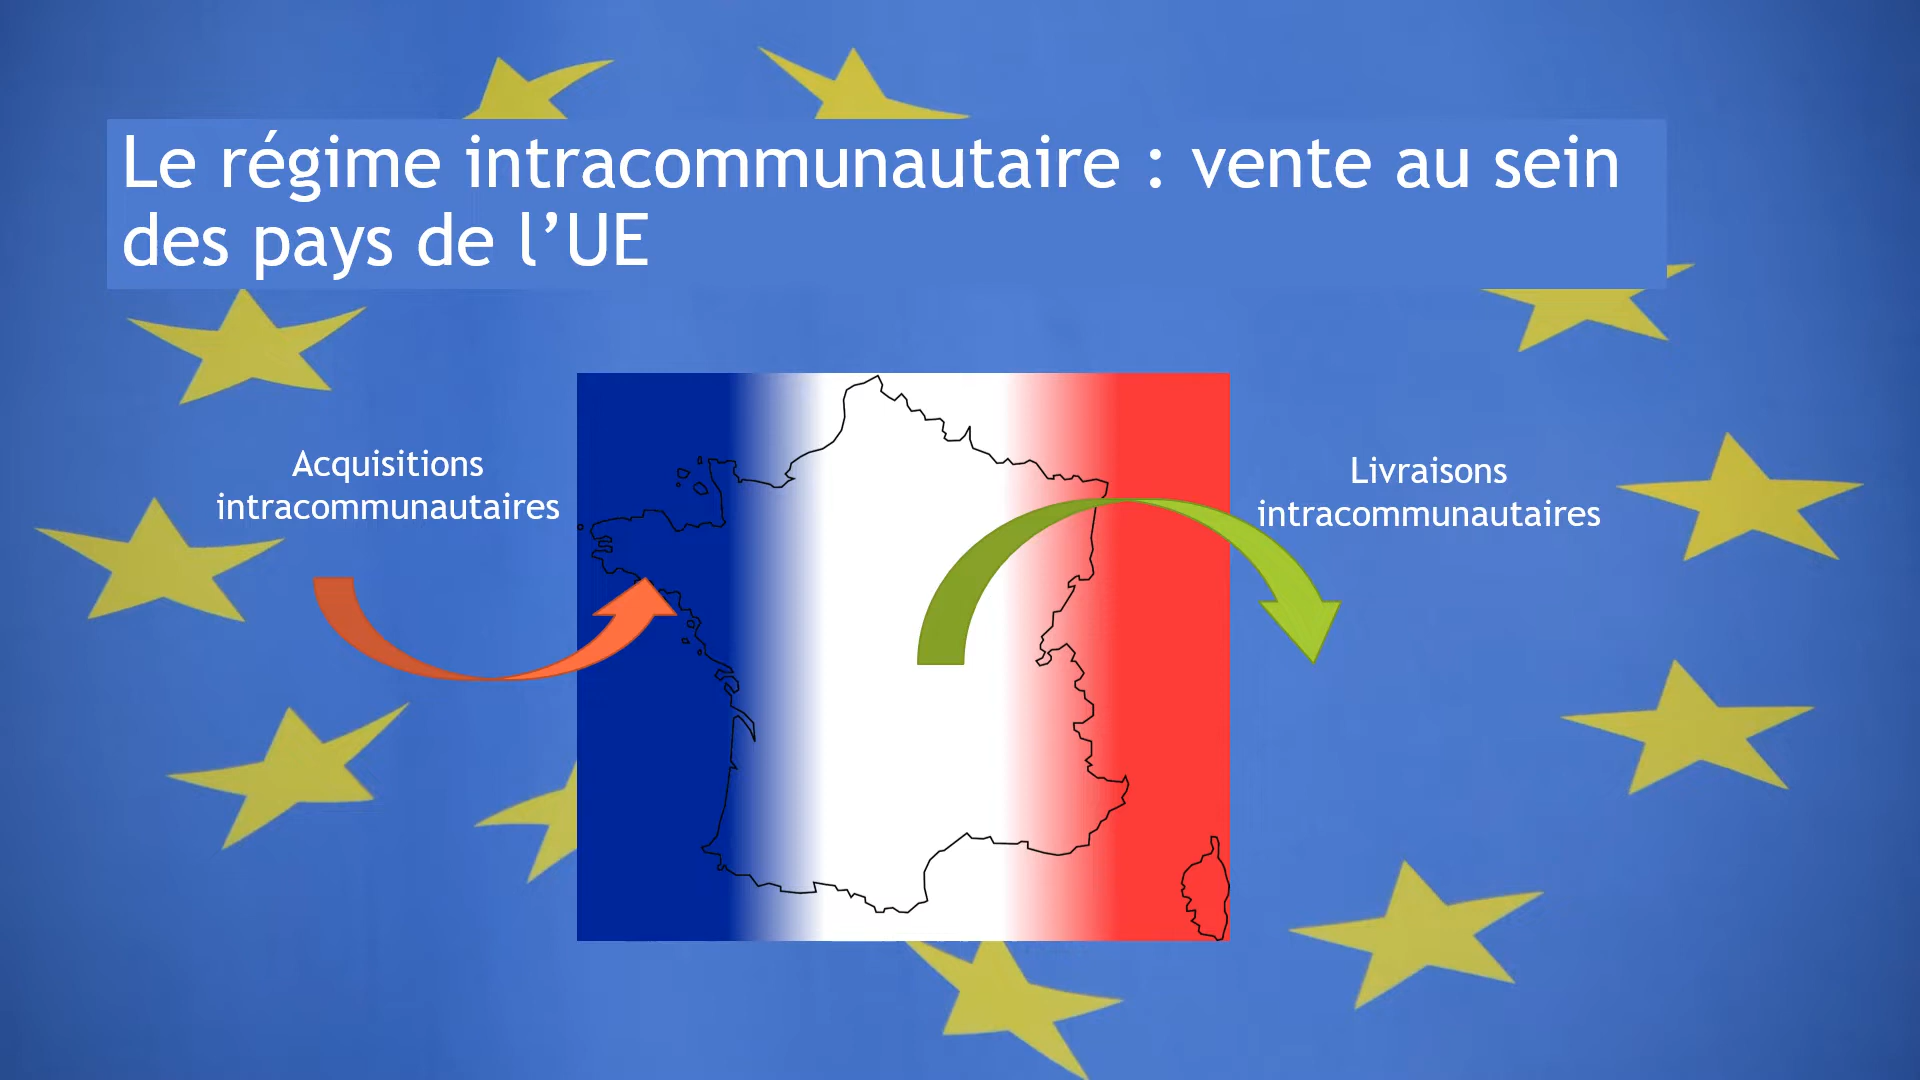 Le régime intracommunautaire : vente au sein
des pays de l’UE
Acquisitions
intracommunautaires
Livraisons
intracommunautaires